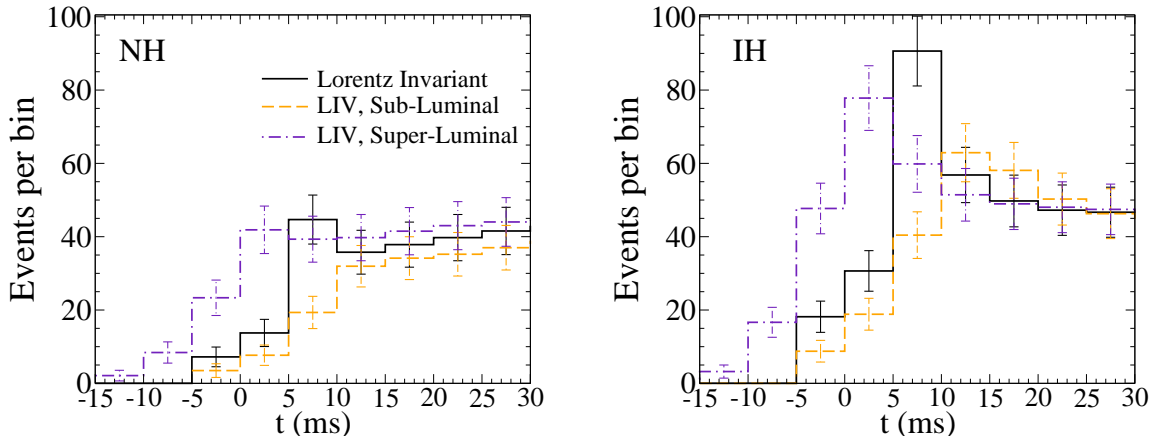 NH
Lorentz Invariant
LIV, Sub-Luminal
LIV, Super-Luminal
Events per bin
100
80
60
40
20
0
-15 -10 -5 0 5 10 15 20 25 30
t (ms)
IH
Events per bin
100
80
60
40
20
0
-15 -10 -5 0 5 10 15 20 25 30
t (ms)